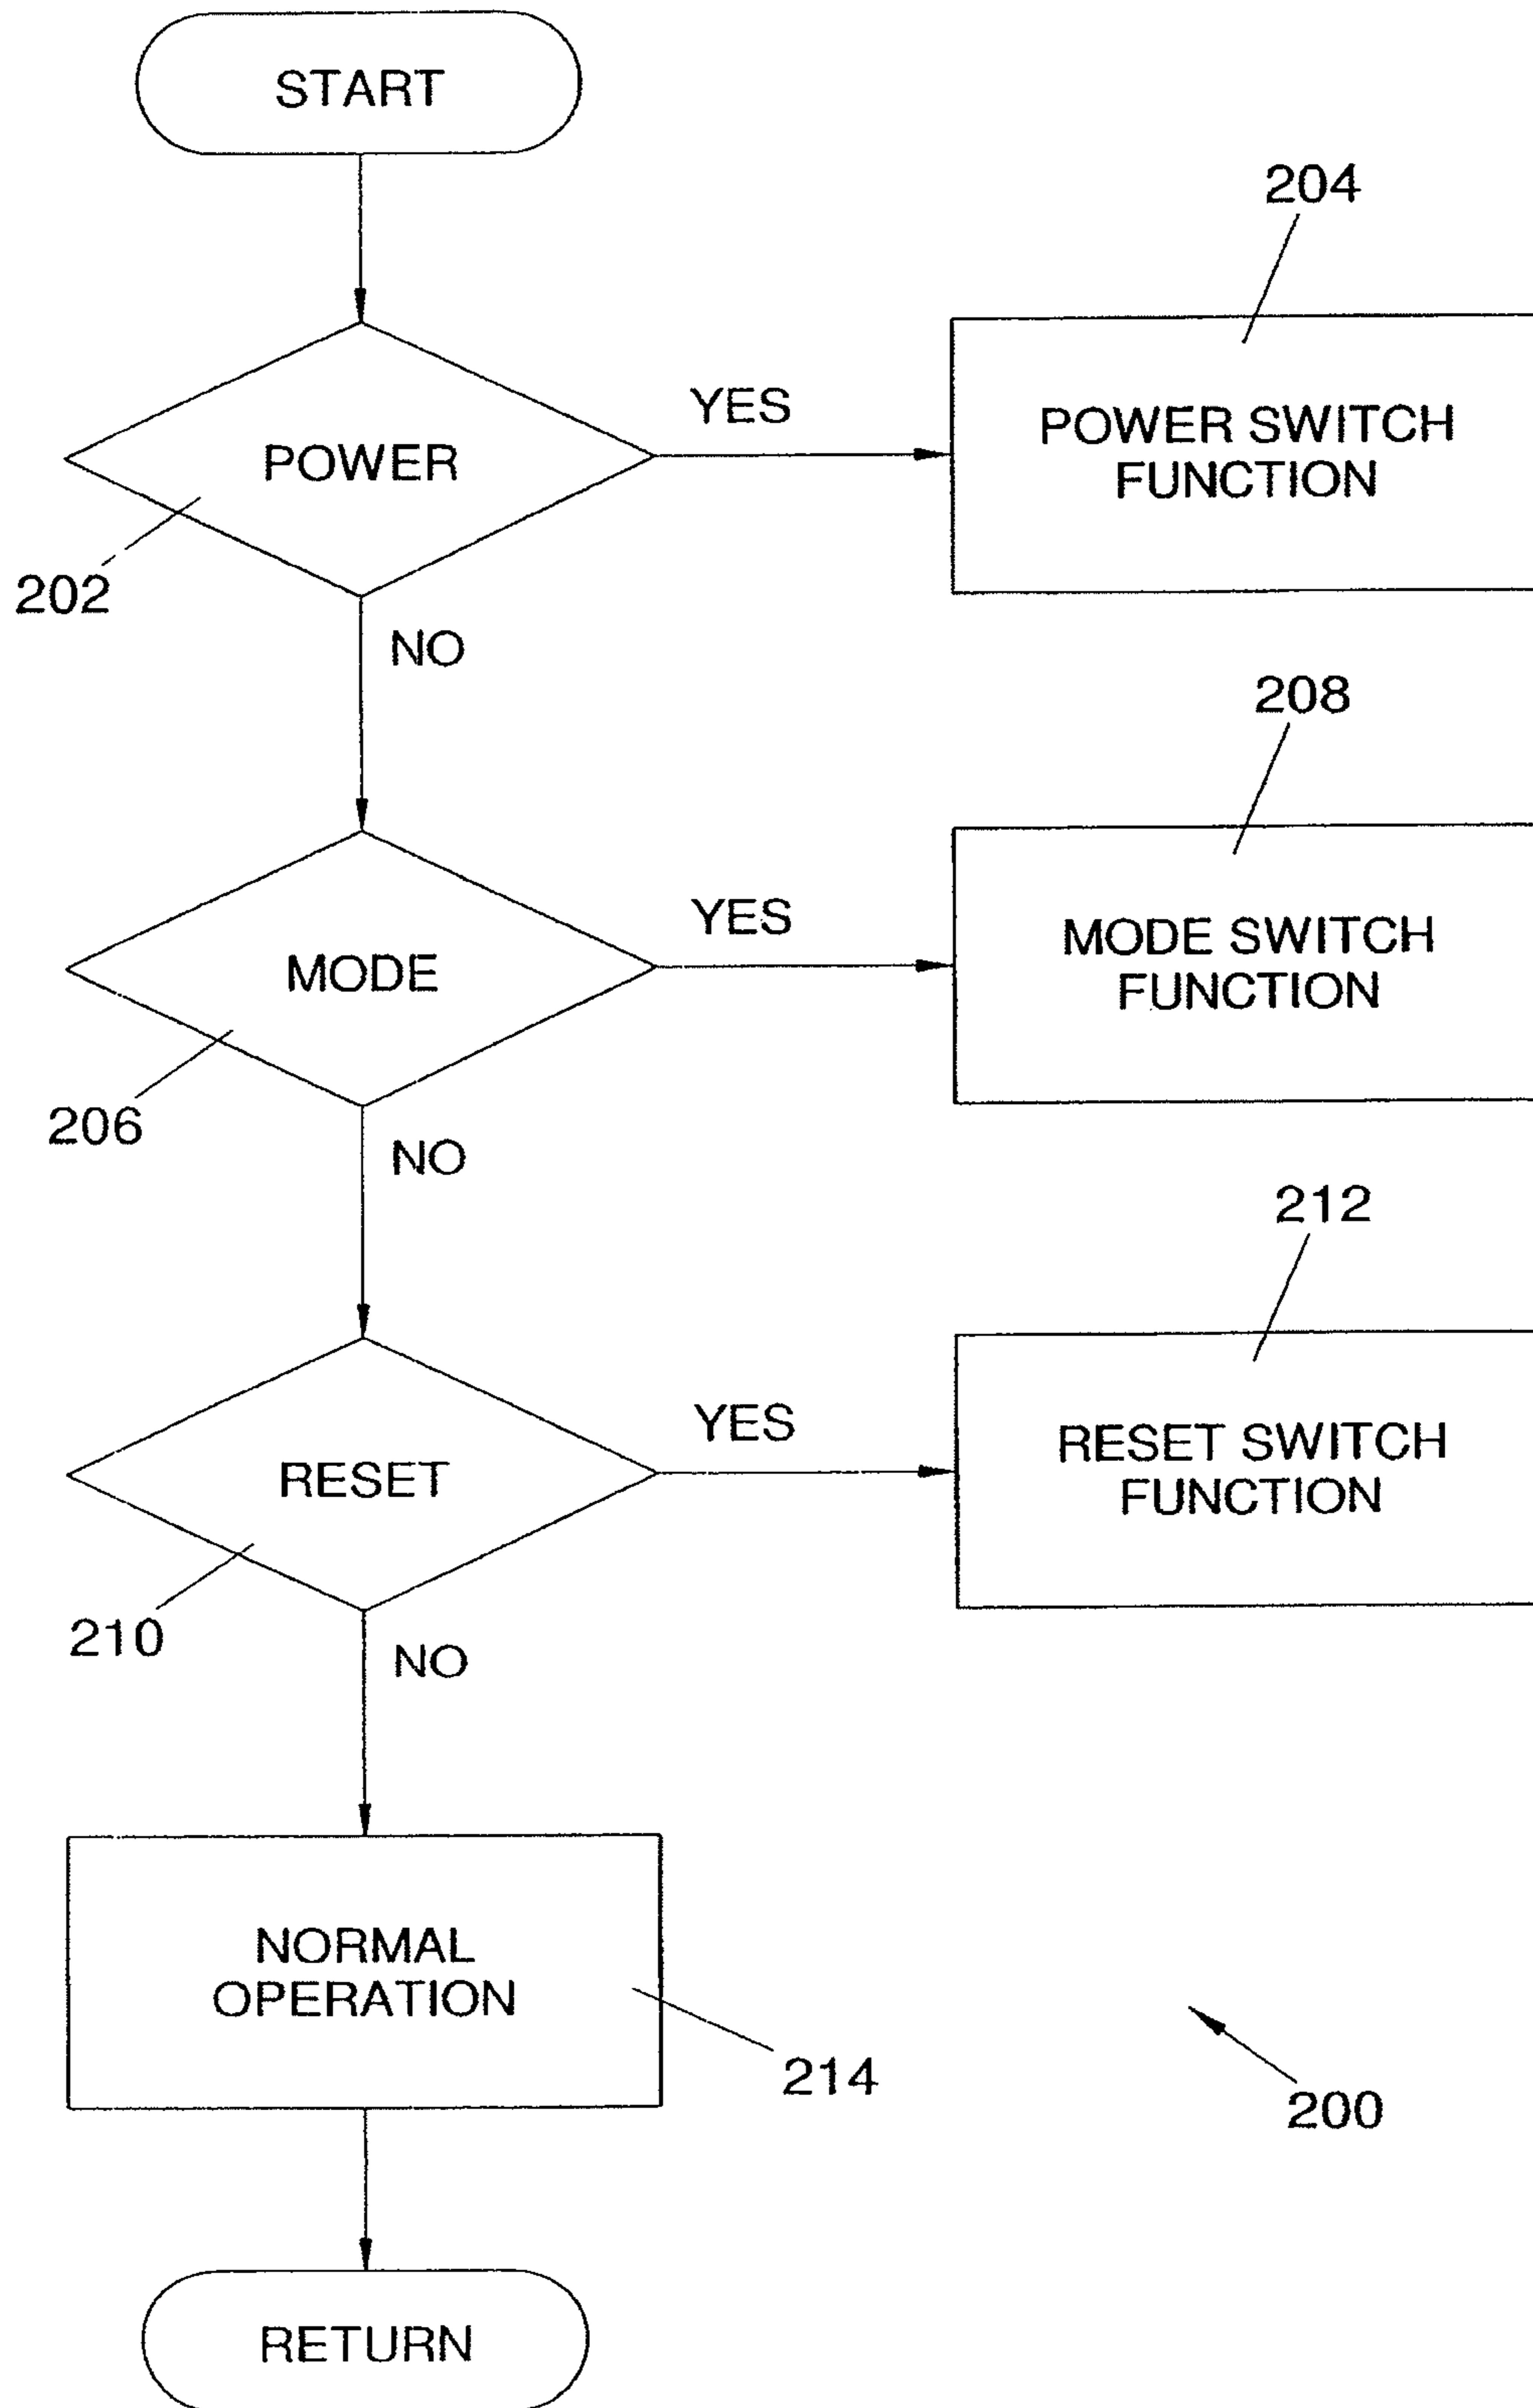 START
204
POWER
YES
POWER SWITCH
FUNCTION
202
NO
208
MODE
YES
MODE SWITCH
FUNCTION
206
NO
212
RESET
YES
RESET SWITCH
FUNCTION
210
NO
NORMAL
OPERATION
214
200
RETURN